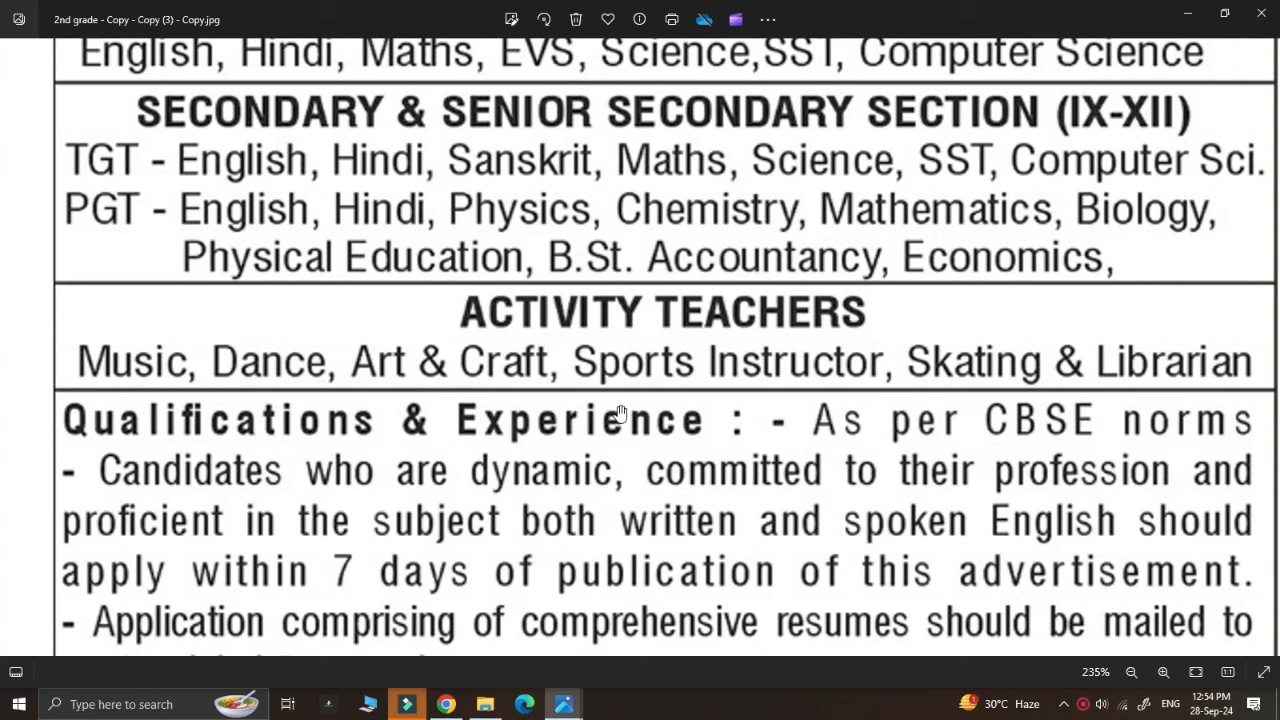 2nd grade - Copy - Copy (3) - Copy.jpg
English, Hindi, Maths, EVS, Science,SST, Computer Science
SECONDARY & SENIOR SECONDARY SECTION (IX-XII)
TGT - English, Hindi, Sanskrit, Maths, Science, SST, Computer Sci.
PGT - English, Hindi, Physics, Chemistry, Mathematics, Biology,
Physical Education, B.St. Accountancy, Economics,
ACTIVITY TEACHERS
Music, Dance, Art & Craft, Sports Instructor, Skating & Librarian
Qualifications & Experience : - As per CBSE norms
- Candidates who are dynamic, committed to their profession and
proficient in the subject both written and spoken English should
apply within 7 days of publication of this advertisement.
- Application comprising of comprehensive resumes should be mailed to
235%
Type here to search
30°C Haze
ENG
12:54 PM
28-Sep-24